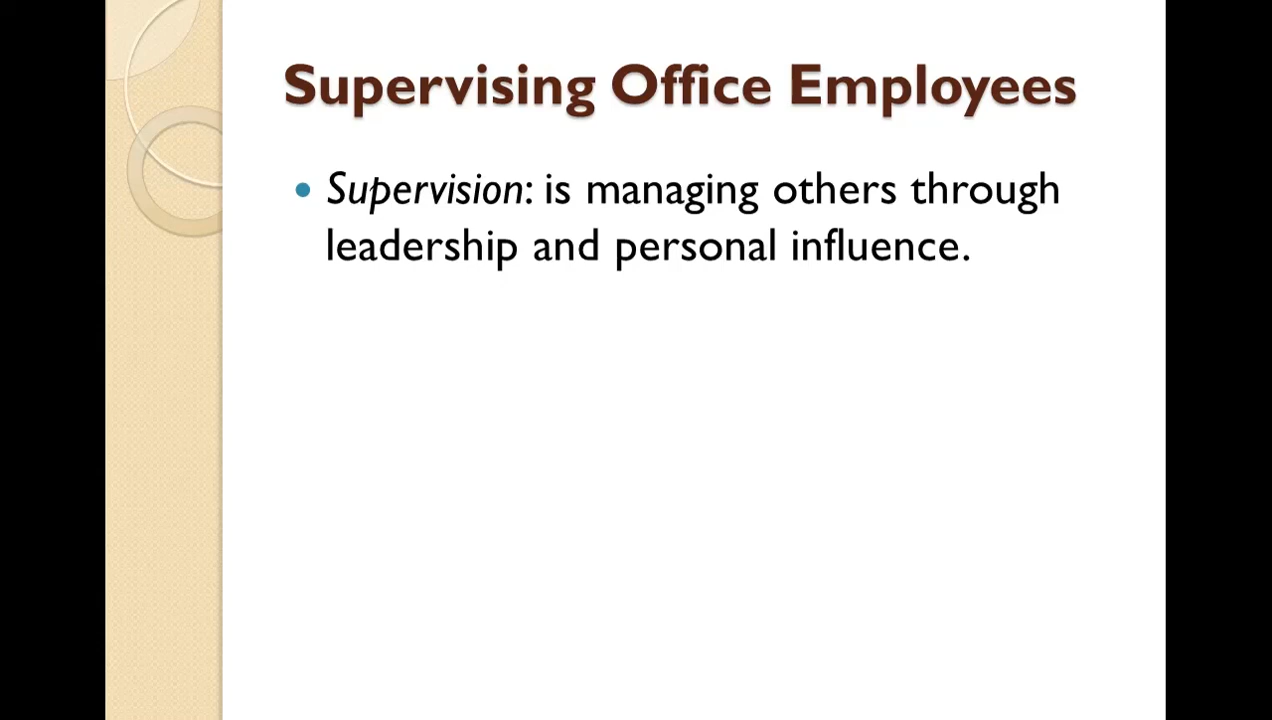 Supervising Office Employees
• Supervision: is managing others through
leadership and personal influence.